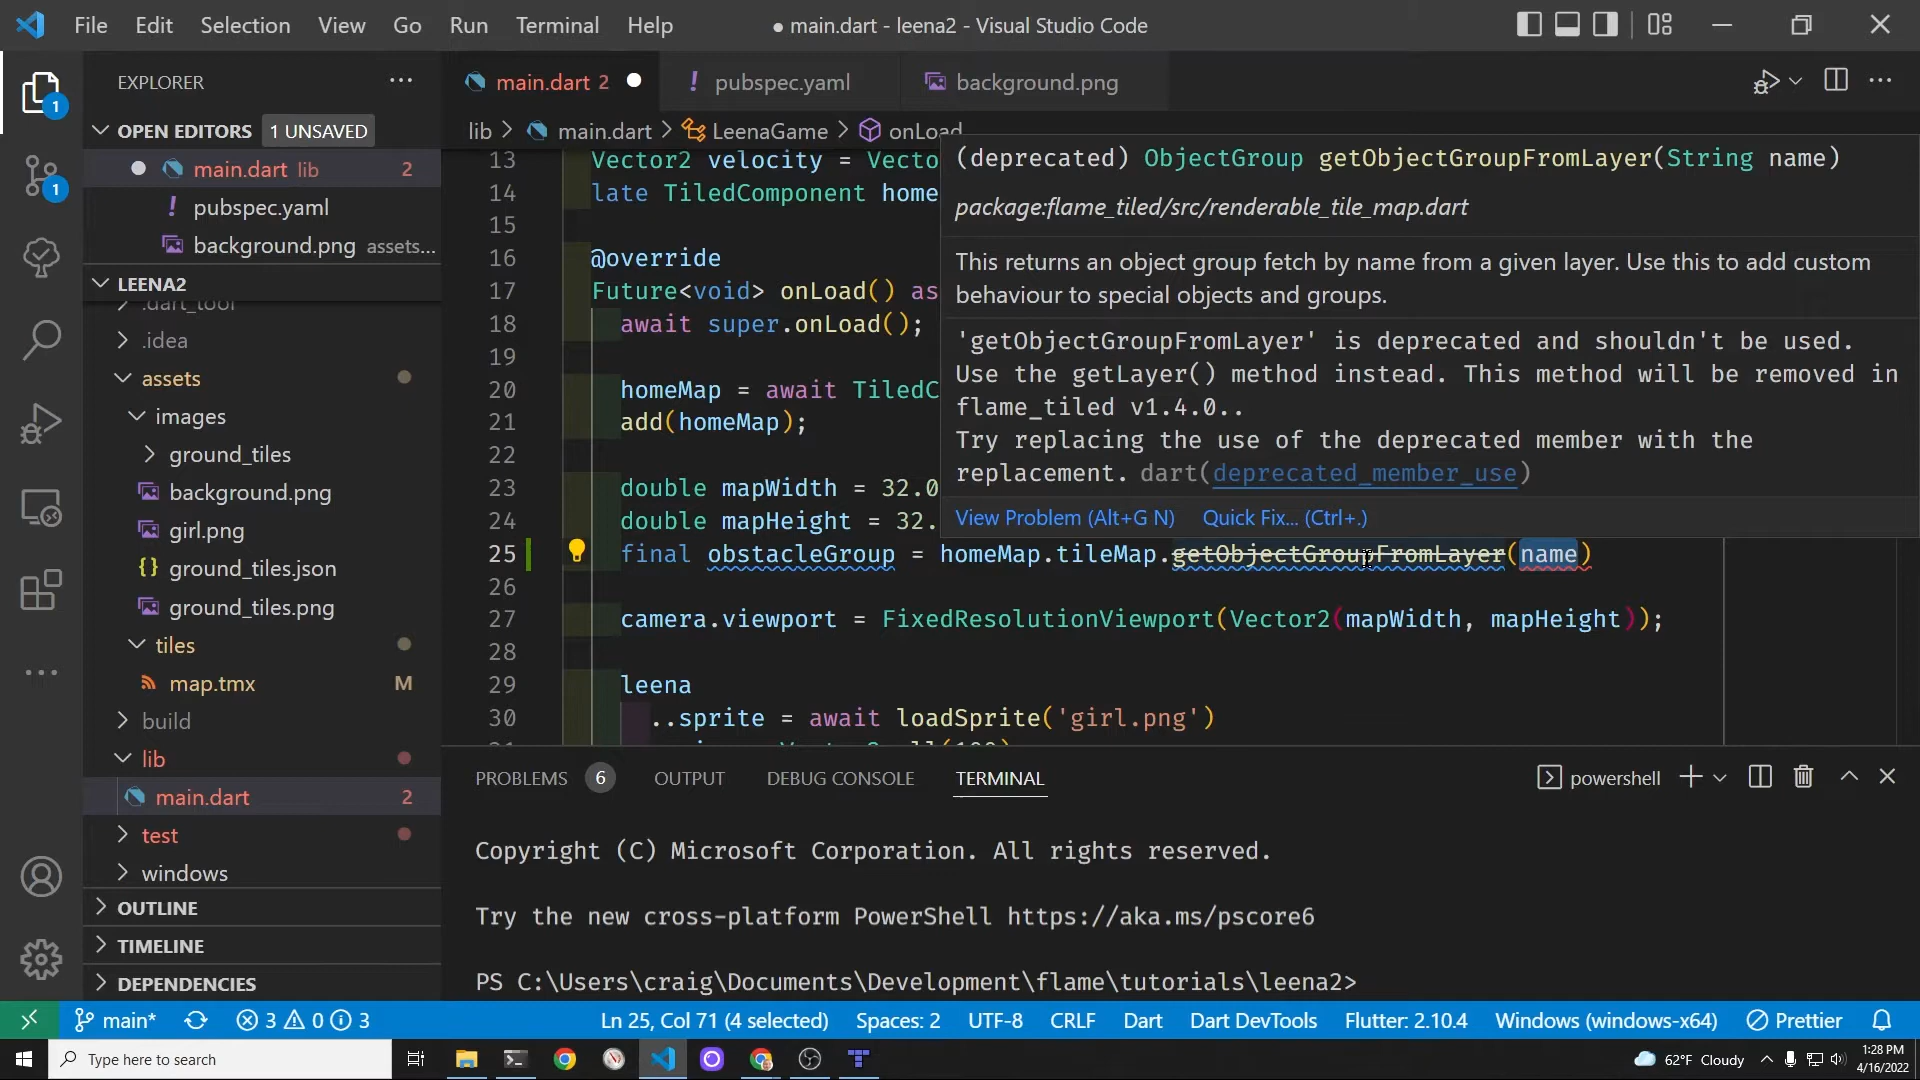 File Edit Selection View Go Run Terminal Help
● main.dart - leena2 - Visual Studio Code
EXPLORER
OPEN EDITORS 1 UNSAVED
main.dart lib 2
pubspec.yaml
background.png assets...
LEENA2
.dart_tool
.idea
assets
images
ground_tiles
background.png
girl.png
ground_tiles.json
ground_tiles.png
tiles
map.tmx M
build
lib
main.dart 2
test
windows
OUTLINE
TIMELINE
DEPENDENCIES
1
1
main.dart 2
pubspec.yaml
background.png
lib > main.dart > LeenaGame > onLoad
13 Vector2 velocity = Vecto
14 late TiledComponent home
15
16 @override
17 Future<void> onLoad() as
18 await super.onLoad();
19
20 homeMap = await TiledC
21 add(homeMap);
22
23 double mapWidth = 32.0
24 double mapHeight = 32.
25 final obstacleGroup = homeMap.tileMap.getObjectGroupFromLayer(name)
26
27 camera.viewport = FixedResolutionViewport(Vector2(mapWidth, mapHeight));
28
29 leena
30 ..sprite = await loadSprite('girl.png')
(deprecated) ObjectGroup getObjectGroupFromLayer(String name)
package:flame_tiled/src/renderable_tile_map.dart
This returns an object group fetch by name from a given layer. Use this to add custom
behaviour to special objects and groups.
'getObjectGroupFromLayer' is deprecated and shouldn't be used.
Use the getLayer() method instead. This method will be removed in
flame_tiled v1.4.0..
Try replacing the use of the deprecated member with the
replacement. dart(deprecated_member_use)
View Problem (Alt+G N) Quick Fix... (Ctrl+.)
PROBLEMS 6 OUTPUT DEBUG CONSOLE TERMINAL
powershell
Copyright (C) Microsoft Corporation. All rights reserved.
Try the new cross-platform PowerShell https://aka.ms/pscore6
PS C:\Users\craig\Documents\Development\flame\tutorials\leena2>
main* 3 0 3 Ln 25, Col 71 (4 selected) Spaces: 2 UTF-8 CRLF Dart Dart DevTools Flutter: 2.10.4 Windows (windows-x64) Prettier
Type here to search
62°F Cloudy
1:28 PM
4/16/2022